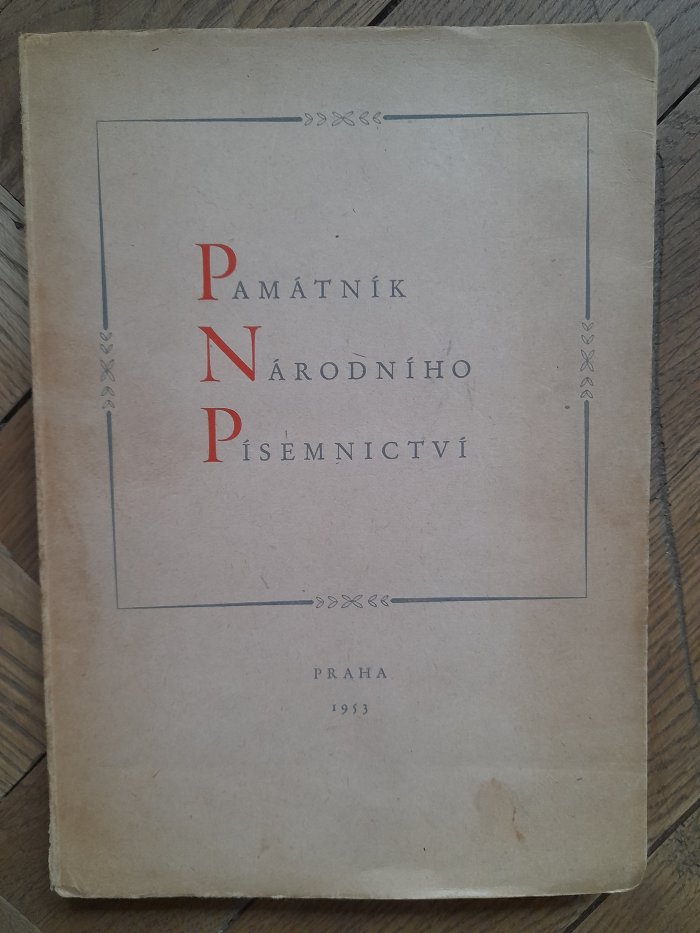 Památník
Národního
Písemnictví
PRAHA
1953